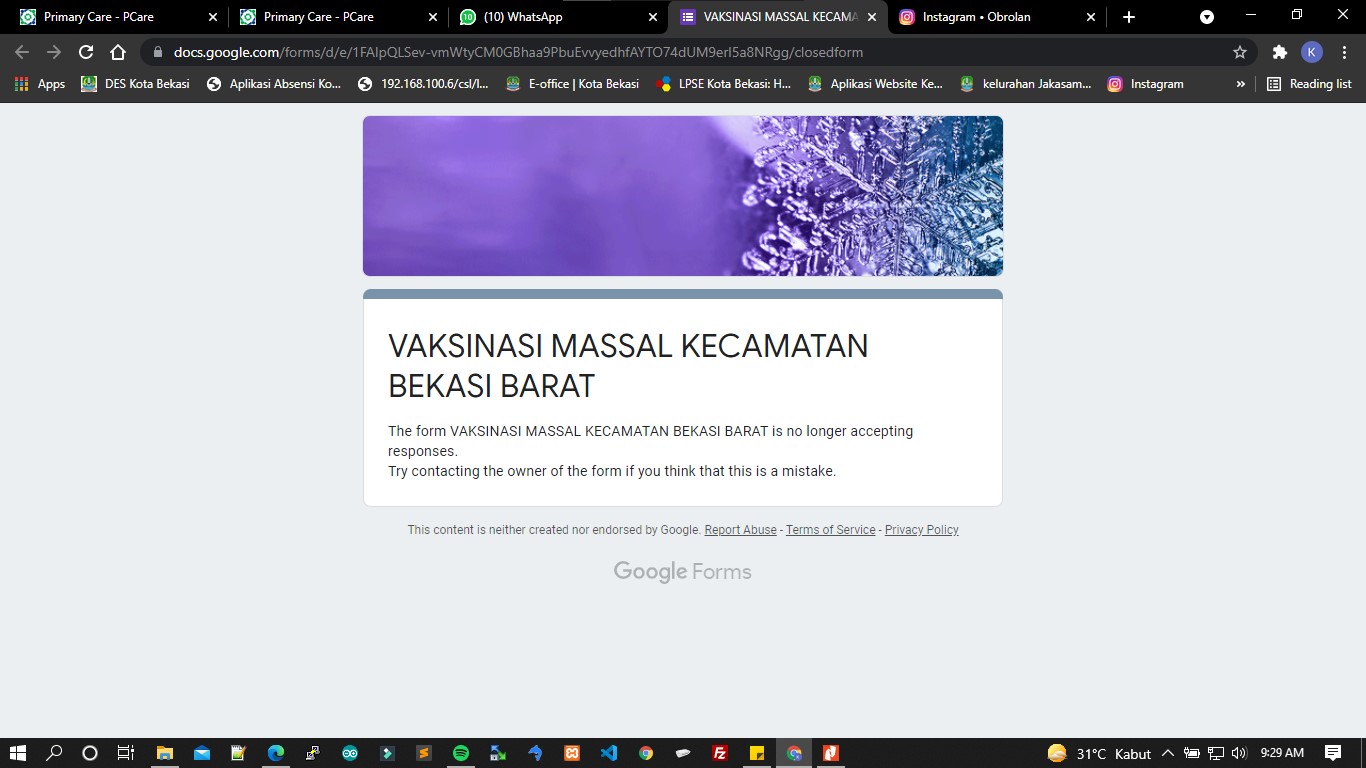 Primary Care - PCare
Primary Care - PCare
(10) WhatsApp
VAKSINASI MASSAL KECAMA
Instagram • Obrolan
docs.google.com/forms/d/e/1FAIpQLSev-vmWtyCM0GBhaa9PbuEvvyedhfAYTO74dUM9erI5a8NRgg/closedform
K
Apps
DES Kota Bekasi
Aplikasi Absensi Ko...
192.168.100.6/csl/l...
E-office | Kota Bekasi
LPSE Kota Bekasi: H...
Aplikasi Website Ke...
kelurahan Jakasam...
Instagram
»
Reading list
VAKSINASI MASSAL KECAMATAN
BEKASI BARAT
The form VAKSINASI MASSAL KECAMATAN BEKASI BARAT is no longer accepting
responses.
Try contacting the owner of the form if you think that this is a mistake.
This content is neither created nor endorsed by Google. Report Abuse - Terms of Service - Privacy Policy
Google Forms
31°C Kabut
9:29 AM